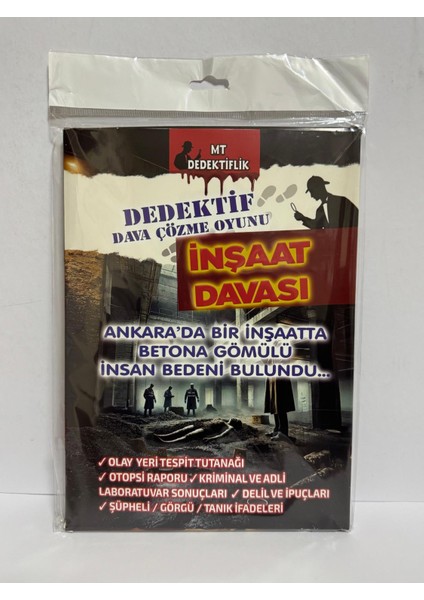 MT
DEDEKTİFLİK
DEDEKTİF
DAVA ÇÖZME OYUNU
İNŞAAT
DAVASI
ANKARA'DA BİR İNŞAATTA
BETONA GÖMÜLÜ
İNSAN BEDENİ BULUNDU...
✓ OLAY YERİ TESPİT TUTANAĞI
✓ OTOPSİ RAPORU ✓ KRİMİNAL VE ADLİ
LABORATUVAR SONUÇLARI ✓ DELİL VE İPUÇLARI
✓ ŞÜPHELİ / GÖRGÜ / TANIK İFADELERİ